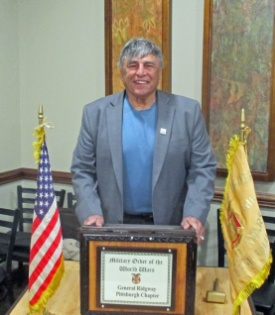 Military Order of the
World Wars
General Ridgway
Pittsburgh Chapter